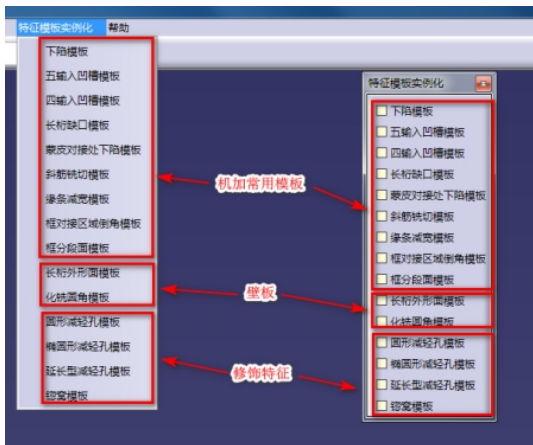 特征模板实例化 帮助
下陷模板
五输入凹槽模板
四输入凹槽模板
长桁缺口模板
蒙皮对接处下陷模板
斜筋铣切模板
缘条减宽模板
框对接区域倒角模板
框分段面模板
长桁外形面模板
化铣圆角模板
圆形减轻孔模板
椭圆形减轻孔模板
延长型减轻孔模板
锪窝模板
机加常用模板
壁板
修饰特征
特征模板实例化
下陷模板
五输入凹槽模板
四输入凹槽模板
长桁缺口模板
蒙皮对接处下陷模板
斜筋铣切模板
缘条减宽模板
框对接区域倒角模板
框分段面模板
长桁外形面模板
化铣圆角模板
圆形减轻孔模板
椭圆形减轻孔模板
延长型减轻孔模板
锪窝模板